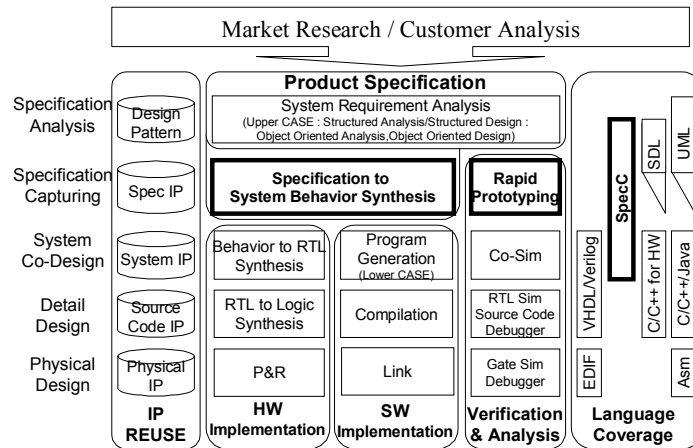 Market Research / Customer Analysis
Product Specification
Specification
Analysis
Design
Pattern
System Requirement Analysis
(Upper CASE : Structured Analysis/Structured Design :
Object Oriented Analysis,Object Oriented Design)
SDL
UML
SpecC
Specification
Capturing
Spec IP
Specification to
System Behavior Synthesis
Rapid
Prototyping
System
Co-Design
System IP
Behavior to RTL
Synthesis
Program
Generation
(Lower CASE)
Co-Sim
VHDL/Verilog
C/C++ for HW
C/C++/Java
Detail
Design
Source
Code IP
RTL to Logic
Synthesis
Compilation
RTL Sim
Source Code
Debugger
Physical
Design
Physical
IP
P&R
Link
Gate Sim
Debugger
EDIF
Asm
IP
REUSE
HW
Implementation
SW
Implementation
Verification
& Analysis
Language
Coverage